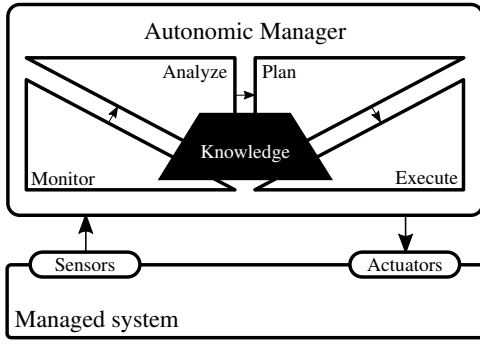 Autonomic Manager
Analyze
Plan
Knowledge
Monitor
Execute
Sensors
Actuators
Managed system